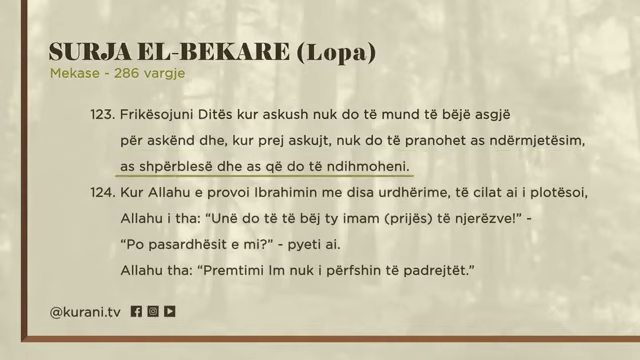 SURJA EL-BEKARE (Lopa)
Mekase - 286 vargje
123. Frikësojuni Ditës kur askush nuk do të mund të bëjë asgjë
për askënd dhe, kur prej askujt, nuk do të pranohet as ndërmjetësim,
as shpërblesë dhe as që do të ndihmoheni.
124. Kur Allahu e provoi Ibrahimin me disa urdhërime, të cilat ai i plotësoi,
Allahu i tha: “Unë do të të bëj ty imam (prijës) të njerëzve!” -
“Po pasardhësit e mi?” - pyeti ai.
Allahu tha: “Premtimi Im nuk i përfshin të padrejtët.”
@kurani.tv